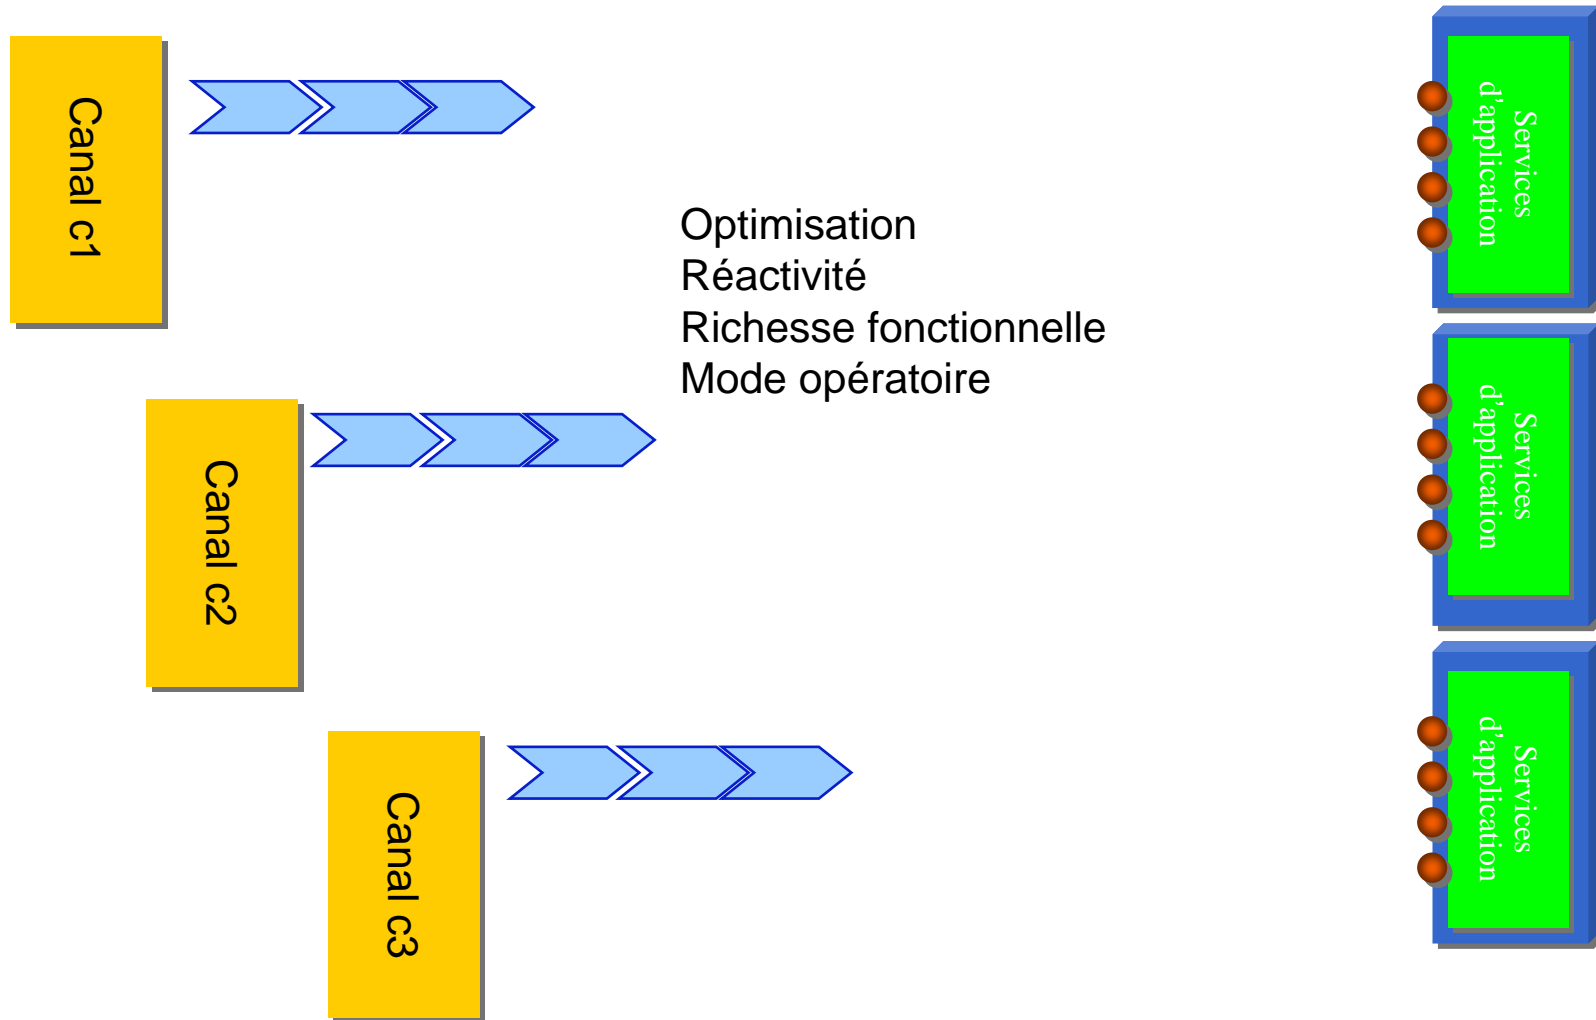 Canal c1
Optimisation
Réactivité
Richesse fonctionnelle
Mode opératoire
Canal c2
Canal c3
Services
d'application
Services
d'application
Services
d'application